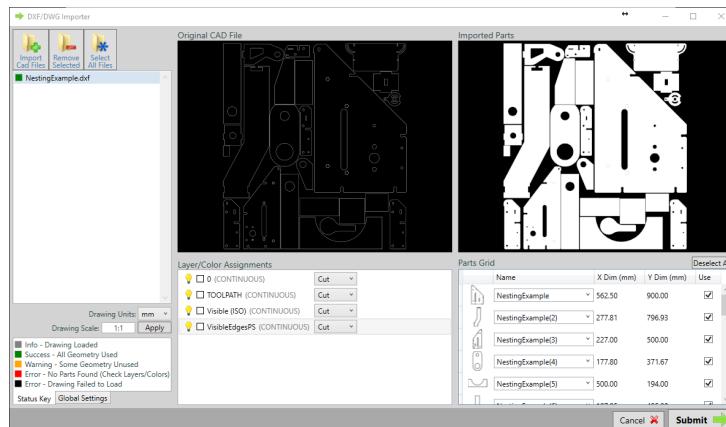 DXF/DWG Importer
Import
Cad Files
Remove
Selected
Select
All Files
NestingExample.dxf
Drawing Units: mm
Drawing Scale: 1:1 Apply
Info - Drawing Loaded
Success - All Geometry Used
Warning - Some Geometry Unused
Error - No Parts Found (Check Layers/Colors)
Error - Drawing Failed to Load
Status Key Global Settings
Original CAD File
Layer/Color Assignments
0 (CONTINUOUS) Cut
TOOLPATH (CONTINUOUS) Cut
Visible (ISO) (CONTINUOUS) Cut
VisibleEdgesPS (CONTINUOUS) Cut
Imported Parts
Parts Grid
Deselect A
Name X Dim (mm) Y Dim (mm) Use
NestingExample 562.50 900.00
NestingExample(2) 277.81 796.93
NestingExample(3) 227.00 500.00
NestingExample(4) 177.80 371.67
NestingExample(5) 500.00 194.00
Cancel Submit